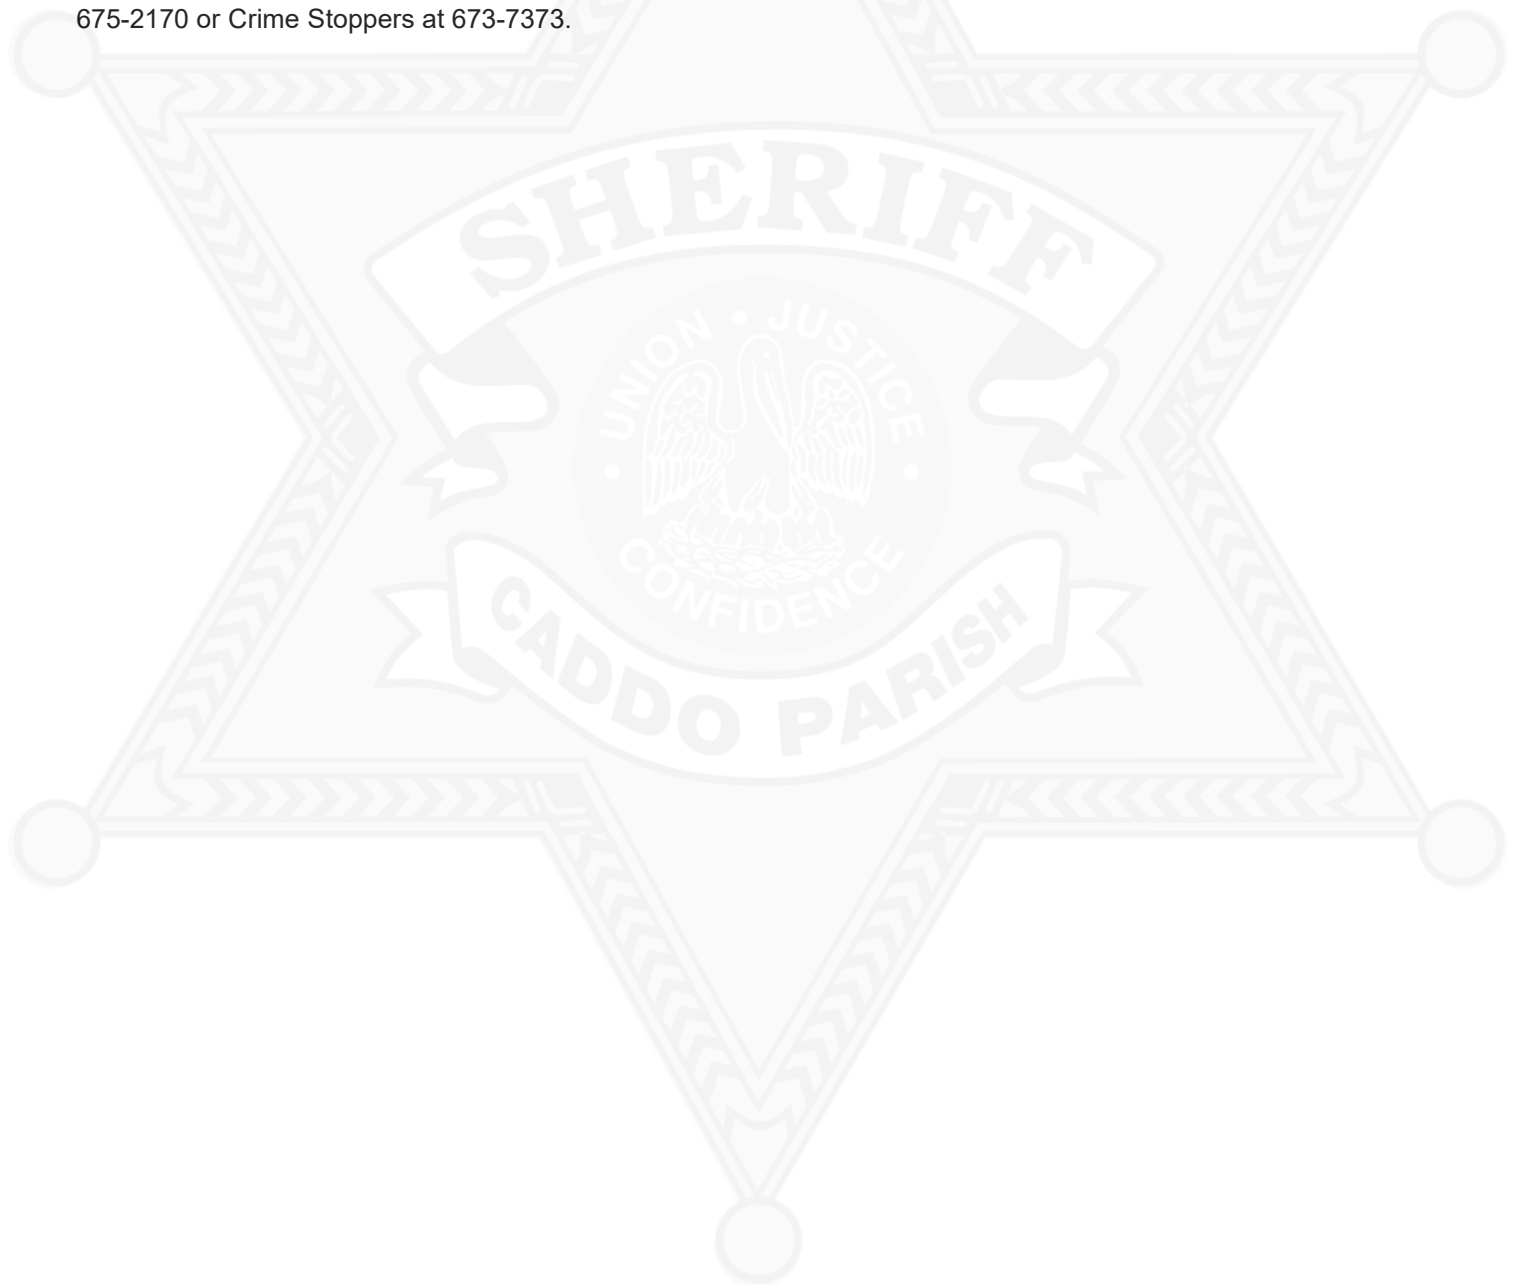 675-2170 or Crime Stoppers at 673-7373.
SHERIFF
UNION • JUSTICE
• CONFIDENCE •
CADDO PARISH